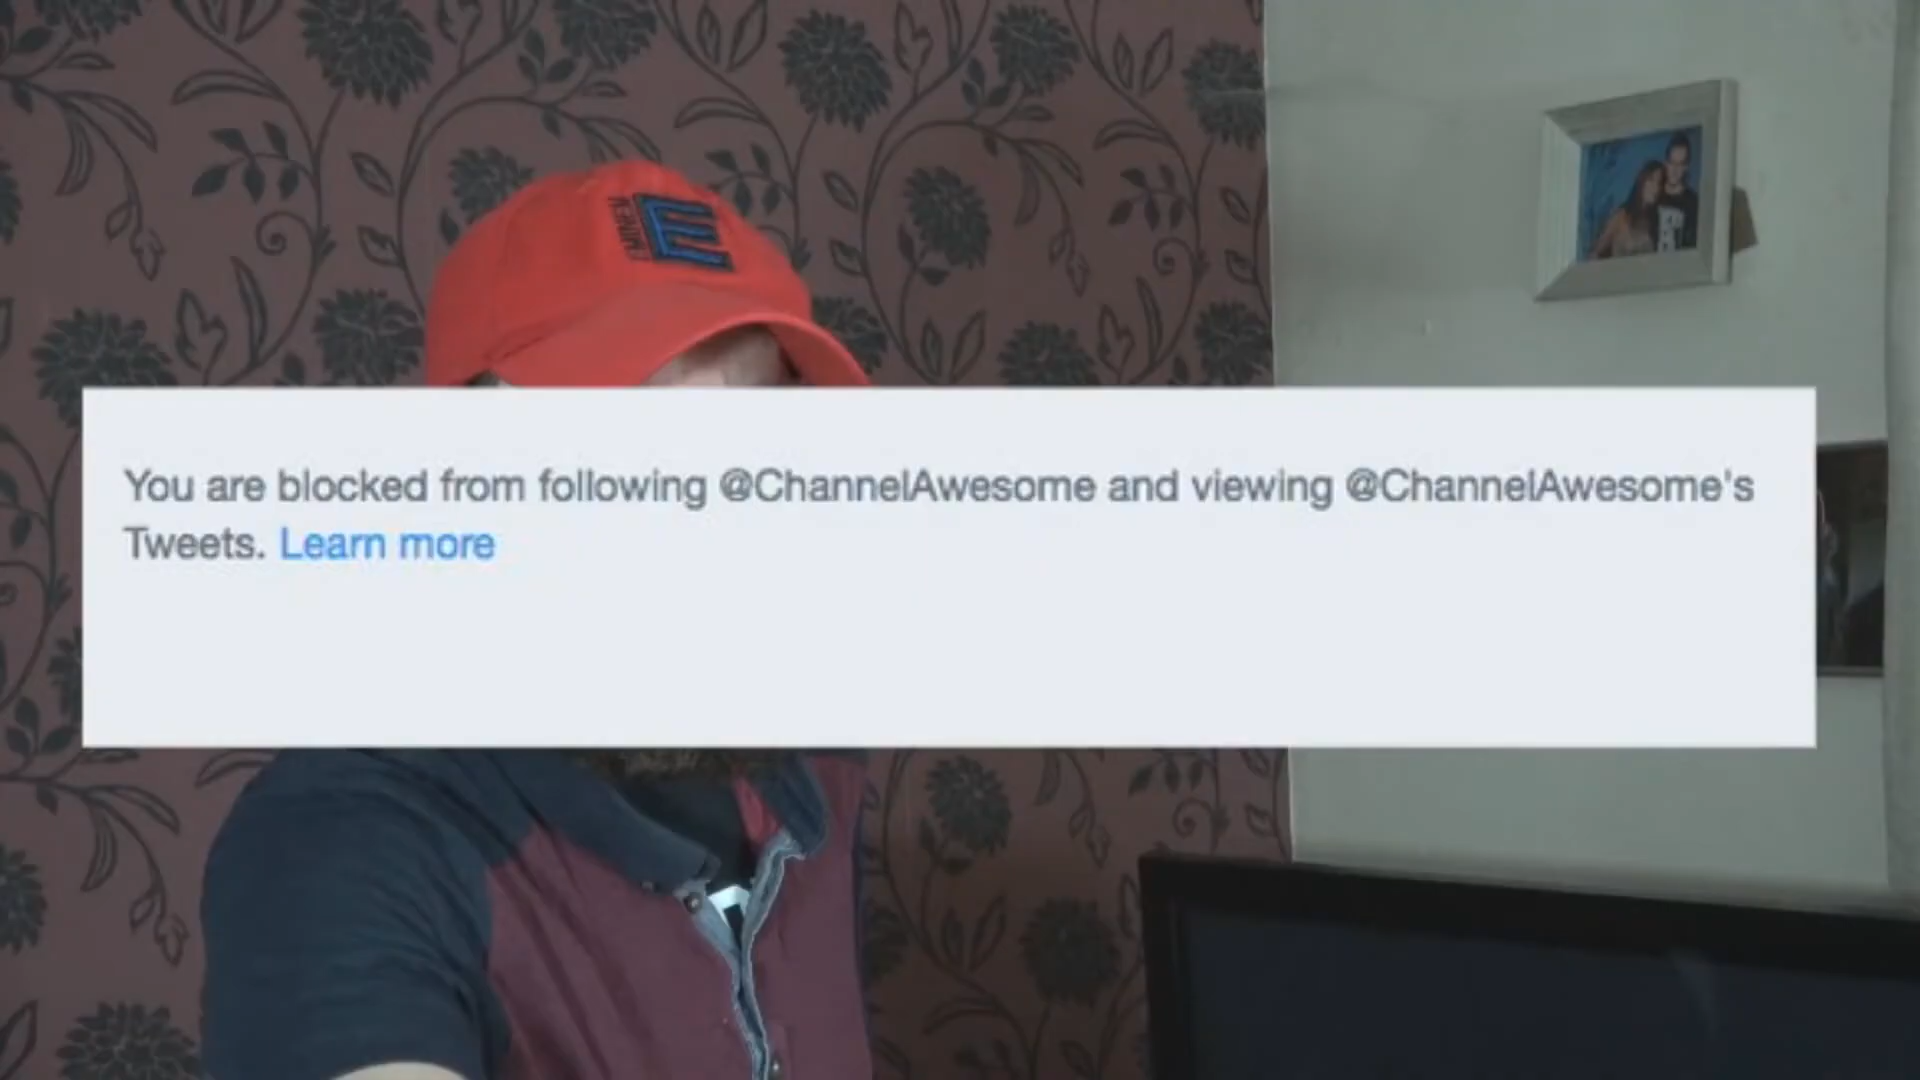 You are blocked from following @ChannelAwesome and viewing @ChannelAwesome's
Tweets. Learn more
E